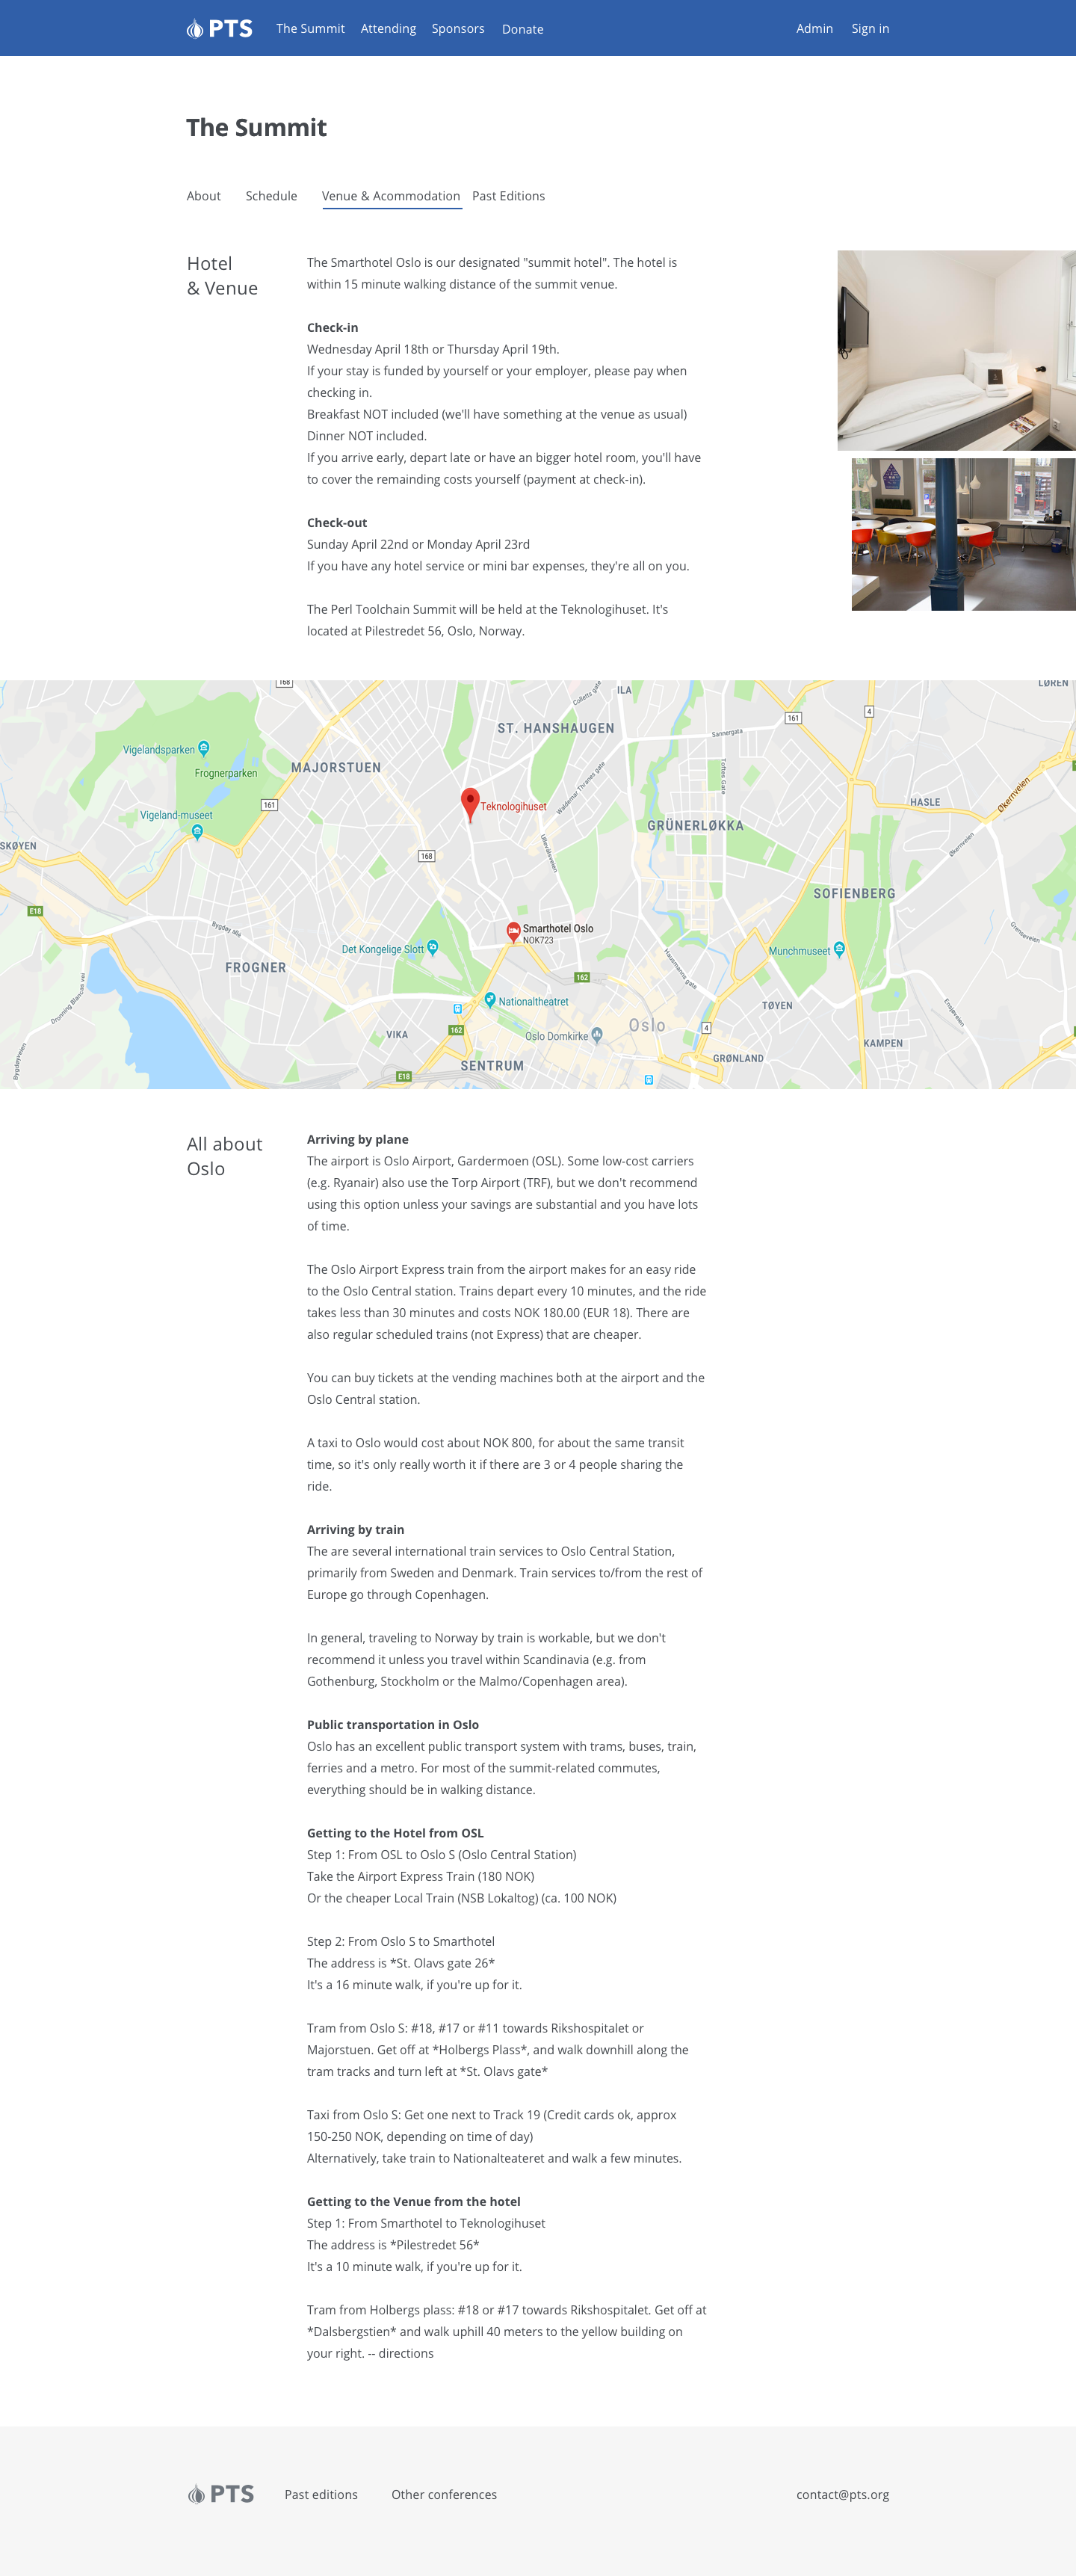 PTS The Summit Attending Sponsors Donate Admin Sign in
The Summit
About Schedule Venue & Acommodation Past Editions
Hotel
& Venue
The Smarthotel Oslo is our designated "summit hotel". The hotel is
within 15 minute walking distance of the summit venue.
Check-in
Wednesday April 18th or Thursday April 19th.
If your stay is funded by yourself or your employer, please pay when
checking in.
Breakfast NOT included (we'll have something at the venue as usual)
Dinner NOT included.
If you arrive early, depart late or have an bigger hotel room, you'll have
to cover the remainding costs yourself (payment at check-in).
Check-out
Sunday April 22nd or Monday April 23rd
If you have any hotel service or mini bar expenses, they're all on you.
The Perl Toolchain Summit will be held at the Teknologihuset. It's
located at Pilestredet 56, Oslo, Norway.
168
ILA
LØREN
Colletts gate
161
4
ST. HANSHAUGEN
Sannergata
Vigelandsparken
Frognerparken
MAJORSTUEN
Toftes Gate
Waldemar Thranes gate
Økernveien
161
Teknologihuset
HASLE
Vigeland-museet
GRÜNERLØKKA
SKØYEN
168
Ullevålsveien
Økernveien
SOFIENBERG
E18
Bygdøy alle
Smarthotel Oslo
NOK723
Grenseveien
Det Kongelige Slott
Munchmuseet
FROGNER
162
Hausmanns gate
Dronning Blancas vei
Nationaltheatret
TØYEN
Ensjøveien
Oslo
4
VIKA
162
Oslo Domkirke
KAMPEN
Bygdøyveien
SENTRUM
GRØNLAND
E18
All about
Oslo
Arriving by plane
The airport is Oslo Airport, Gardermoen (OSL). Some low-cost carriers
(e.g. Ryanair) also use the Torp Airport (TRF), but we don't recommend
using this option unless your savings are substantial and you have lots
of time.
The Oslo Airport Express train from the airport makes for an easy ride
to the Oslo Central station. Trains depart every 10 minutes, and the ride
takes less than 30 minutes and costs NOK 180.00 (EUR 18). There are
also regular scheduled trains (not Express) that are cheaper.
You can buy tickets at the vending machines both at the airport and the
Oslo Central station.
A taxi to Oslo would cost about NOK 800, for about the same transit
time, so it's only really worth it if there are 3 or 4 people sharing the
ride.
Arriving by train
The are several international train services to Oslo Central Station,
primarily from Sweden and Denmark. Train services to/from the rest of
Europe go through Copenhagen.
In general, traveling to Norway by train is workable, but we don't
recommend it unless you travel within Scandinavia (e.g. from
Gothenburg, Stockholm or the Malmo/Copenhagen area).
Public transportation in Oslo
Oslo has an excellent public transport system with trams, buses, train,
ferries and a metro. For most of the summit-related commutes,
everything should be in walking distance.
Getting to the Hotel from OSL
Step 1: From OSL to Oslo S (Oslo Central Station)
Take the Airport Express Train (180 NOK)
Or the cheaper Local Train (NSB Lokaltog) (ca. 100 NOK)
Step 2: From Oslo S to Smarthotel
The address is *St. Olavs gate 26*
It's a 16 minute walk, if you're up for it.
Tram from Oslo S: #18, #17 or #11 towards Rikshospitalet or
Majorstuen. Get off at *Holbergs Plass*, and walk downhill along the
tram tracks and turn left at *St. Olavs gate*
Taxi from Oslo S: Get one next to Track 19 (Credit cards ok, approx
150-250 NOK, depending on time of day)
Alternatively, take train to Nationalteateret and walk a few minutes.
Getting to the Venue from the hotel
Step 1: From Smarthotel to Teknologihuset
The address is *Pilestredet 56*
It's a 10 minute walk, if you're up for it.
Tram from Holbergs plass: #18 or #17 towards Rikshospitalet. Get off at
*Dalsbergstien* and walk uphill 40 meters to the yellow building on
your right. -- directions
PTS Past editions Other conferences contact@pts.org